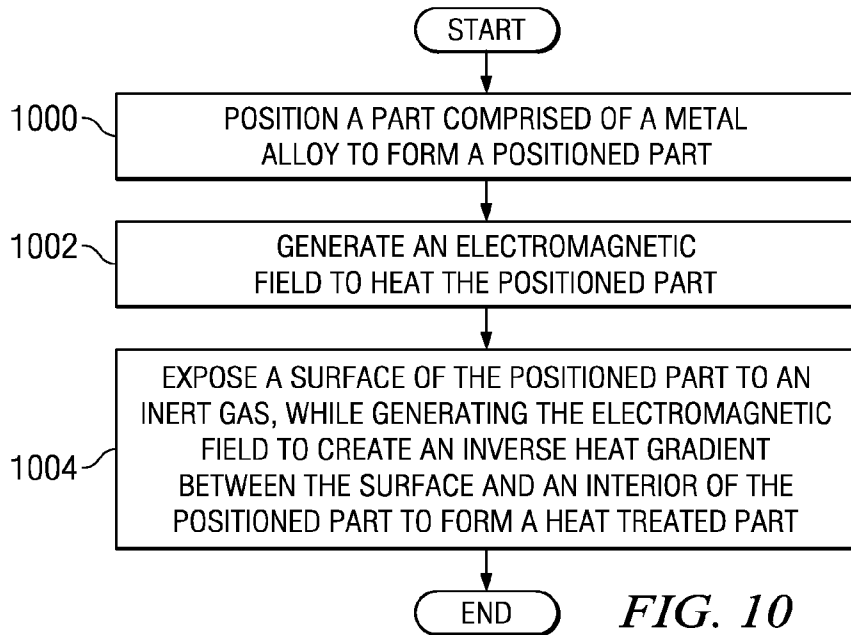 START
1000
POSITION A PART COMPRISED OF A METAL
ALLOY TO FORM A POSITIONED PART
1002
GENERATE AN ELECTROMAGNETIC
FIELD TO HEAT THE POSITIONED PART
1004
EXPOSE A SURFACE OF THE POSITIONED PART TO AN
INERT GAS, WHILE GENERATING THE ELECTROMAGNETIC
FIELD TO CREATE AN INVERSE HEAT GRADIENT
BETWEEN THE SURFACE AND AN INTERIOR OF THE
POSITIONED PART TO FORM A HEAT TREATED PART
END
FIG. 10